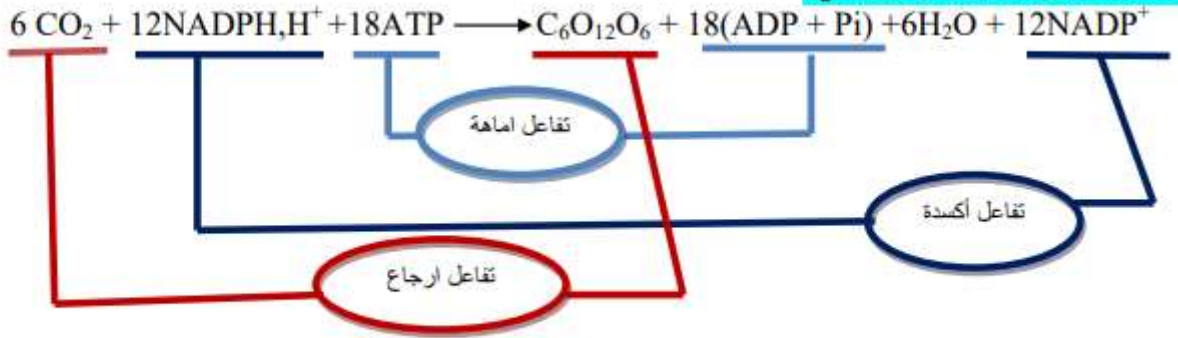 6 CO₂ + 12NADPH,H⁺ +18ATP ⟶ C₆O₁₂O₆ + 18(ADP + Pi) +6H₂O + 12NADP⁺
تفاعل اماهة
تفاعل أكسدة
تفاعل ارجاع